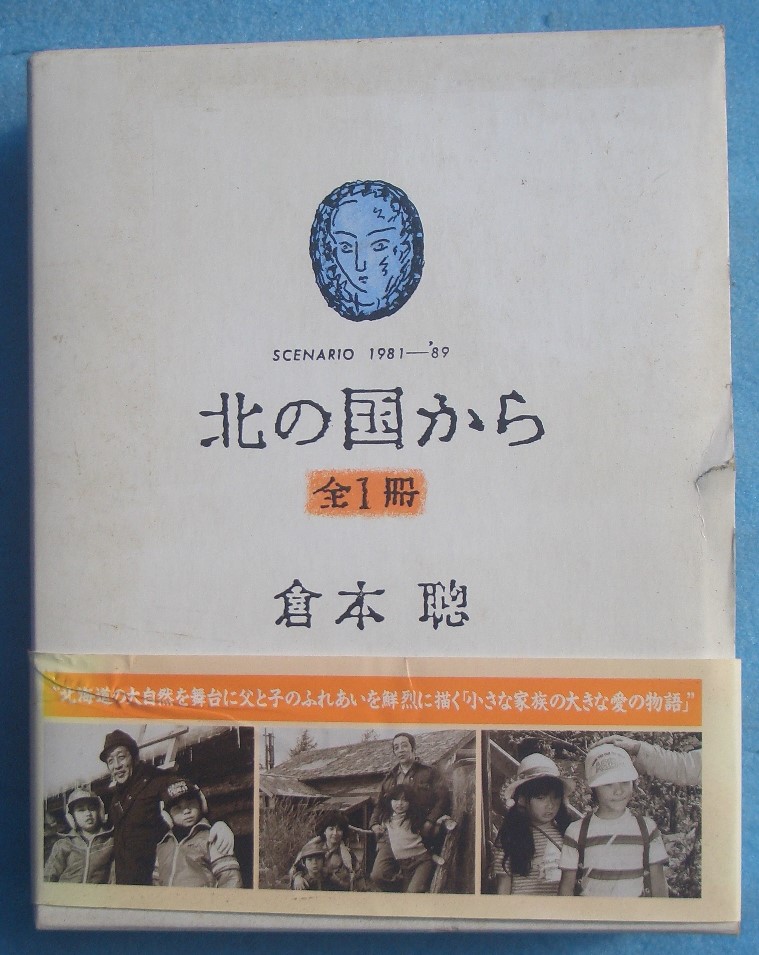 SCENARIO 1981—'89
北の国から
全1冊
倉本 聰
“北海道の大自然を舞台に父と子のふれあいを鮮烈に描く「小さな家族の大きな愛の物語」”